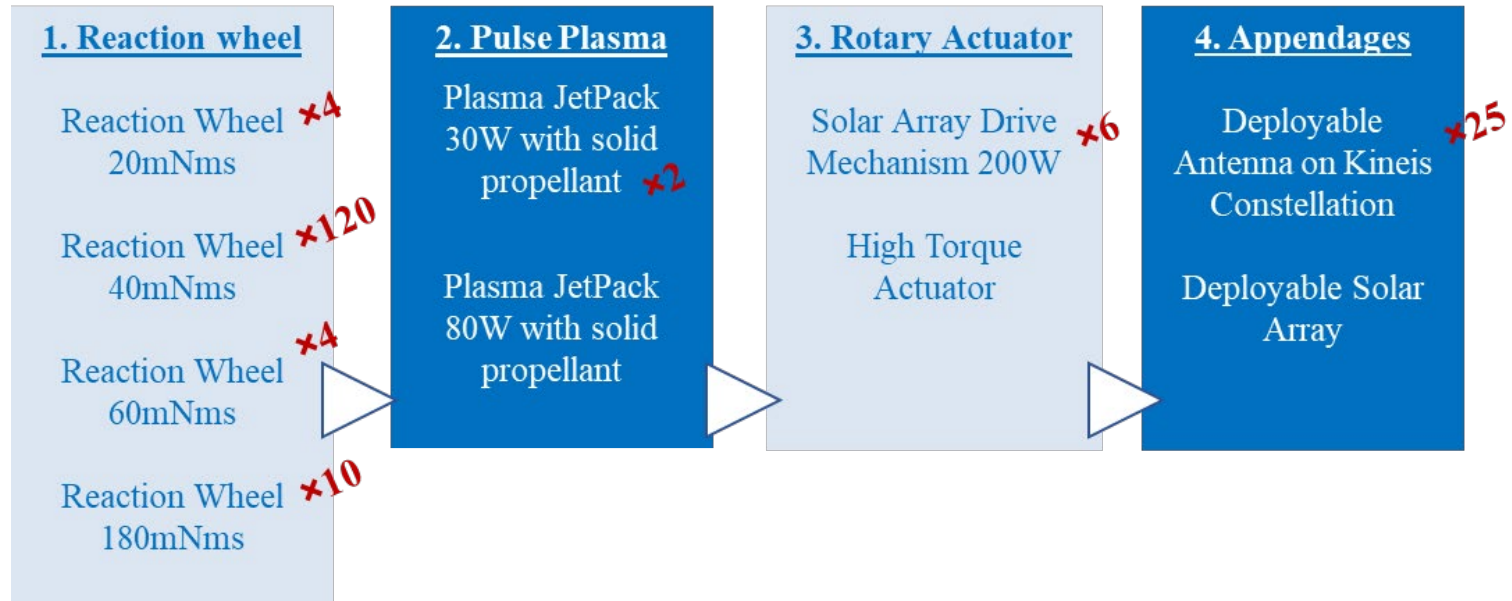 1. Reaction wheel
Reaction Wheel ×4
20mNms
Reaction Wheel ×120
40mNms
Reaction Wheel ×4
60mNms
Reaction Wheel ×10
180mNms
2. Pulse Plasma
Plasma JetPack
30W with solid
propellant ×2
Plasma JetPack
80W with solid
propellant
3. Rotary Actuator
Solar Array Drive ×6
Mechanism 200W
High Torque
Actuator
4. Appendages
Deployable ×25
Antenna on Kineis
Constellation
Deployable Solar
Array